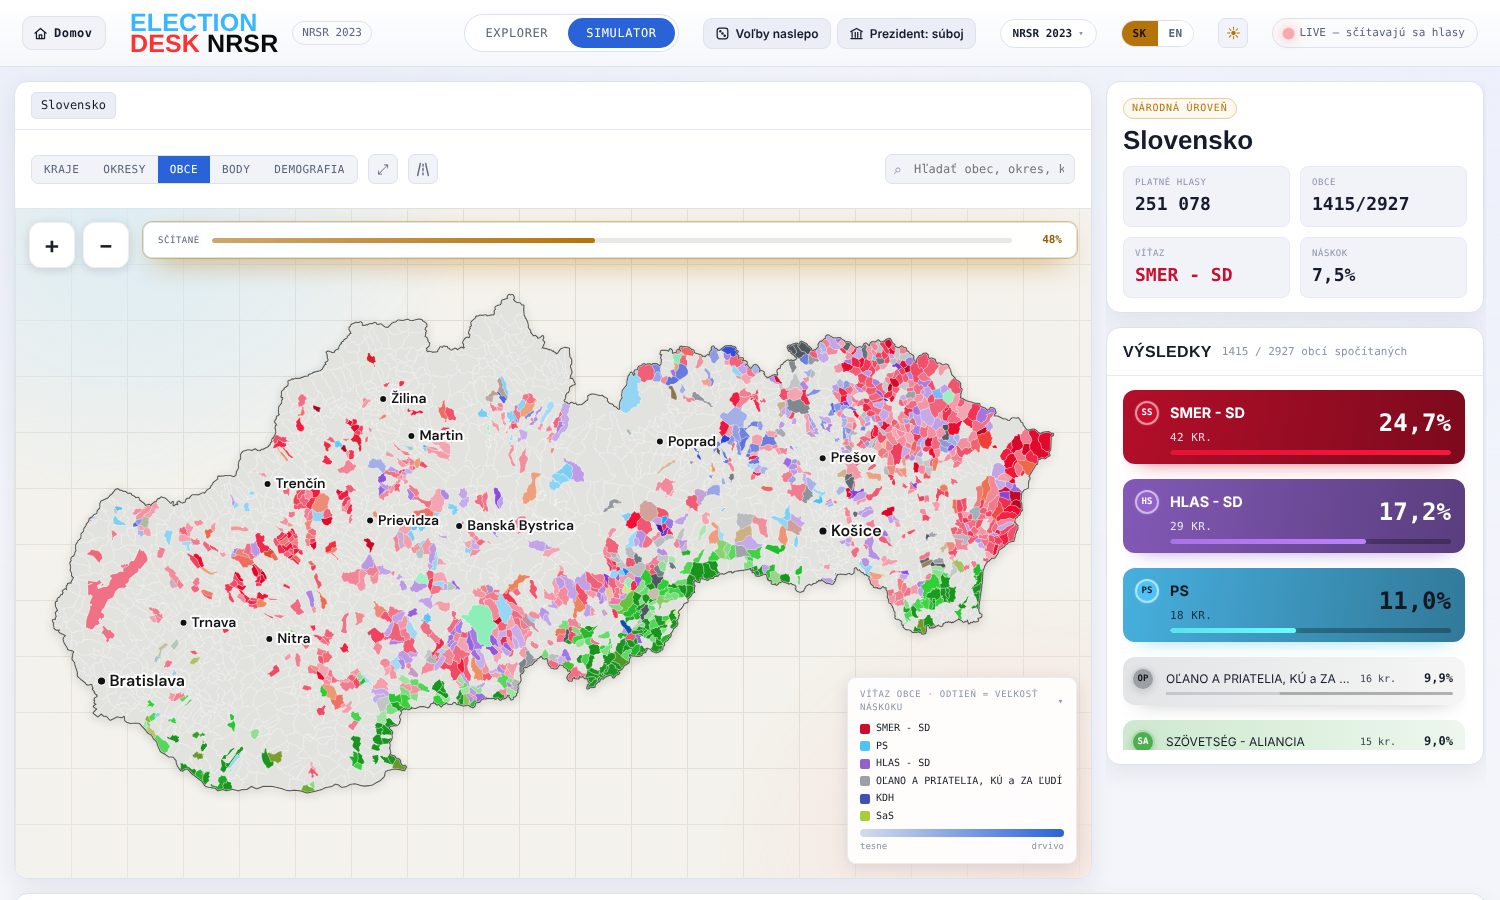 Domov
ELECTION
DESK NRSR
NRSR 2023
EXPLORER
SIMULATOR
Voľby naslepo
Prezident: súboj
NRSR 2023
SK
EN
LIVE — sčítavajú sa hlasy
Slovensko
KRAJE
OKRESY
OBCE
BODY
DEMOGRAFIA
Hľadať obec, okres, k
+
−
SČÍTANÉ
48%
Žilina
Martin
Poprad
Prešov
Trenčín
Prievidza
Banská Bystrica
Košice
Trnava
Nitra
Bratislava
VÍŤAZ OBCE · ODTIEŇ = VEĽKOSŤ
NÁSKOKU
SMER - SD
PS
HLAS - SD
OĽANO A PRIATELIA, KÚ a ZA ĽUDÍ
KDH
SaS
tesne
drvivo
NÁRODNÁ ÚROVEŇ
Slovensko
PLATNÉ HLASY
251 078
OBCE
1415/2927
VÍŤAZ
SMER - SD
NÁSKOK
7,5%
VÝSLEDKY
1415 / 2927 obcí spočítaných
SS
SMER - SD
42 KR.
24,7%
HS
HLAS - SD
29 KR.
17,2%
PS
PS
18 KR.
11,0%
OP
OĽANO A PRIATELIA, KÚ a ZA ...
16 kr.
9,9%
SA
SZÖVETSÉG - ALIANCIA
15 kr.
9,0%